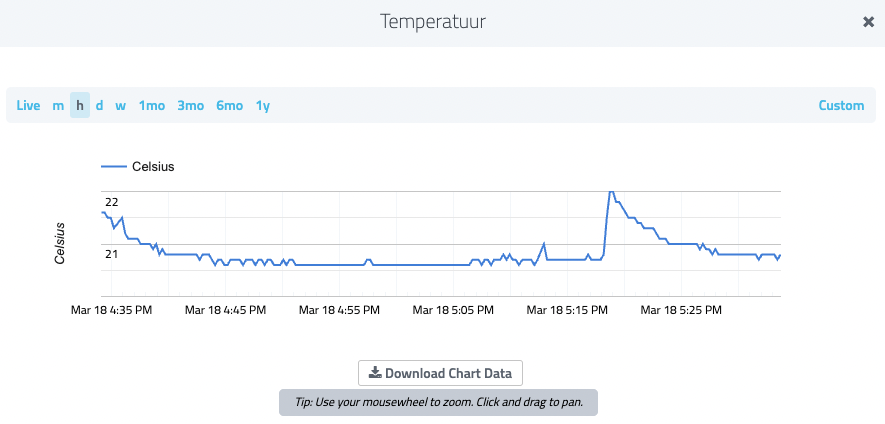 Temperatuur
Live m h d w 1mo 3mo 6mo 1y Custom
Celsius
22
21
Celsius
Mar 18 4:35 PM Mar 18 4:45 PM Mar 18 4:55 PM Mar 18 5:05 PM Mar 18 5:15 PM Mar 18 5:25 PM
Download Chart Data
Tip: Use your mousewheel to zoom. Click and drag to pan.